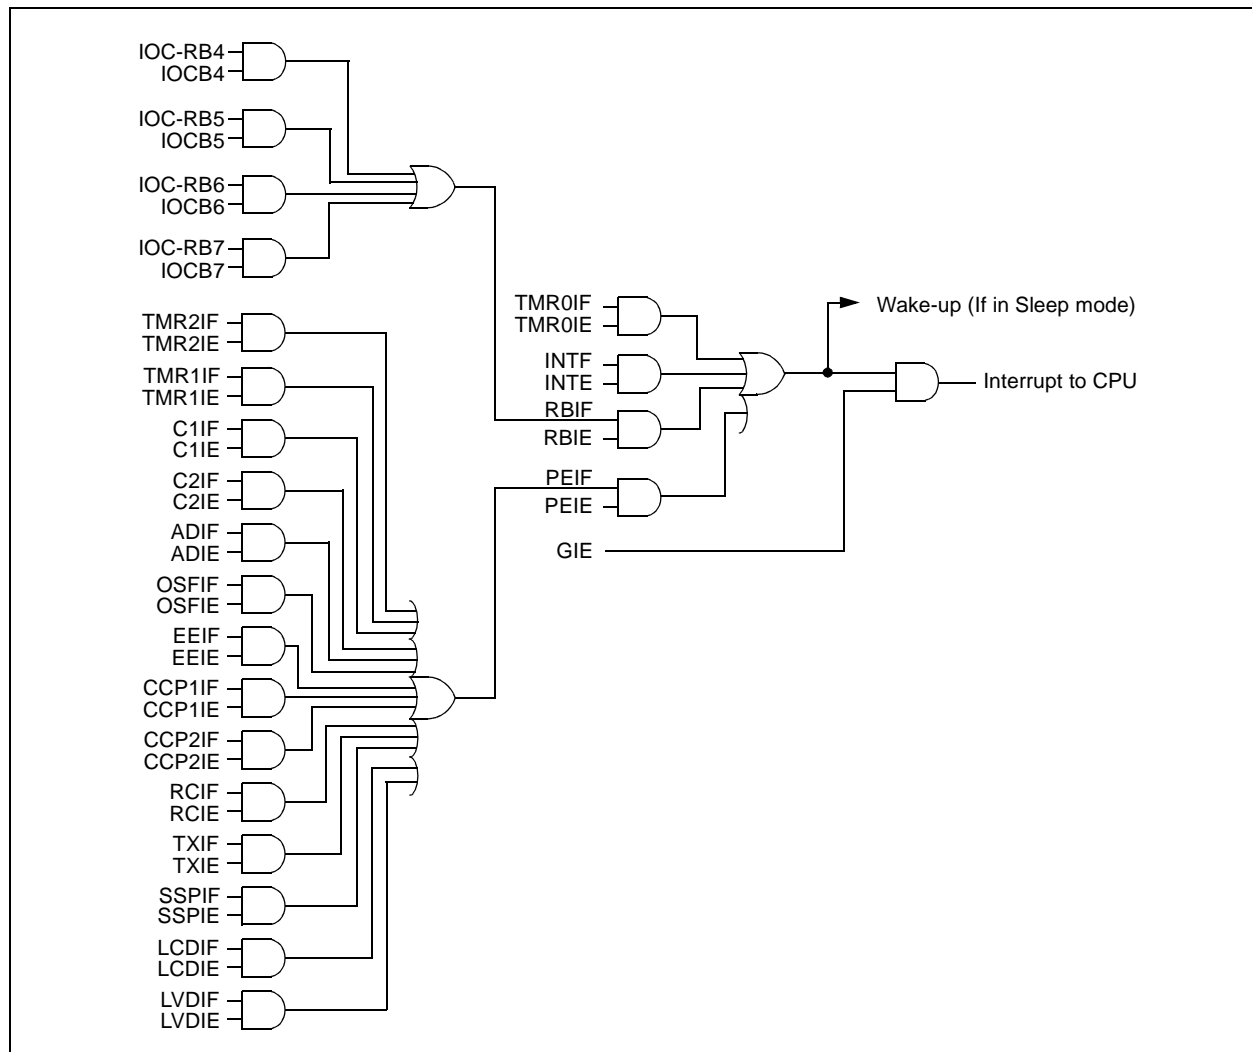 IOC-RB4
IOCB4
IOC-RB5
IOCB5
IOC-RB6
IOCB6
IOC-RB7
IOCB7
TMR2IF
TMR2IE
TMR1IF
TMR1IE
C1IF
C1IE
C2IF
C2IE
ADIF
ADIE
OSFIF
OSFIE
EEIF
EEIE
CCP1IF
CCP1IE
CCP2IF
CCP2IE
RCIF
RCIE
TXIF
TXIE
SSPIF
SSPIE
LCDIF
LCDIE
LVDIF
LVDIE
TMR0IF
TMR0IE
INTF
INTE
RBIF
RBIE
PEIF
PEIE
GIE
Wake-up (If in Sleep mode)
Interrupt to CPU